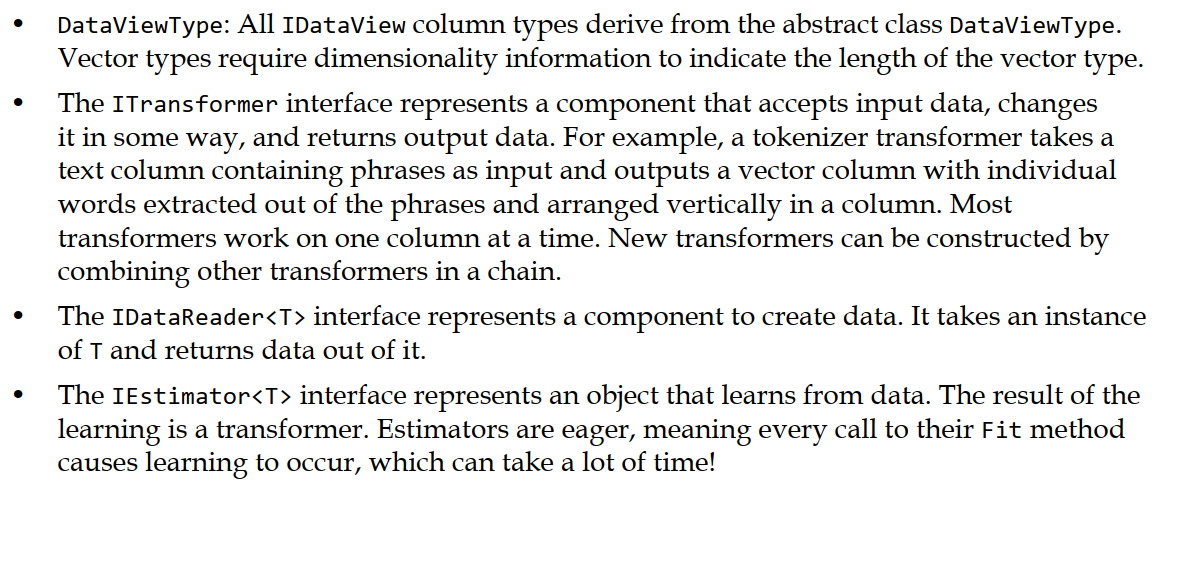 • DataViewType: All IDataView column types derive from the abstract class DataViewType.
Vector types require dimensionality information to indicate the length of the vector type.
• The ITransformer interface represents a component that accepts input data, changes
it in some way, and returns output data. For example, a tokenizer transformer takes a
text column containing phrases as input and outputs a vector column with individual
words extracted out of the phrases and arranged vertically in a column. Most
transformers work on one column at a time. New transformers can be constructed by
combining other transformers in a chain.
• The IDataReader<T> interface represents a component to create data. It takes an instance
of T and returns data out of it.
• The IEstimator<T> interface represents an object that learns from data. The result of the
learning is a transformer. Estimators are eager, meaning every call to their Fit method
causes learning to occur, which can take a lot of time!